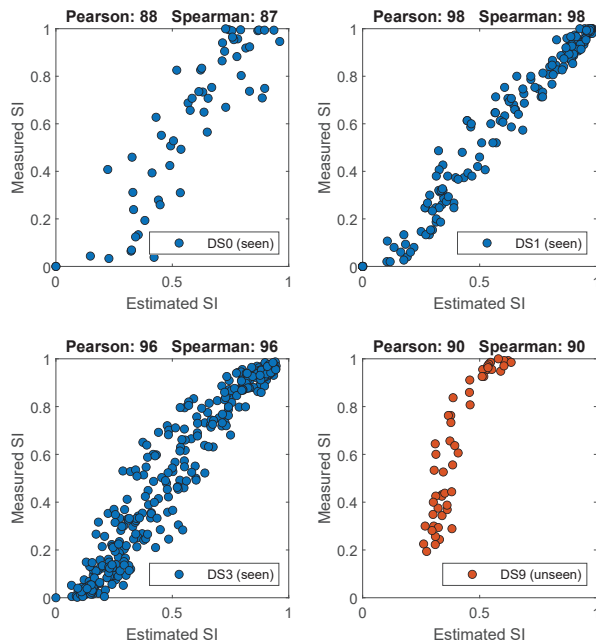 Pearson: 88 Spearman: 87
Measured SI
1
0.8
0.6
0.4
0.2
0
DS0 (seen)
0 0.5 1
Estimated SI
Pearson: 98 Spearman: 98
Measured SI
1
0.8
0.6
0.4
0.2
0
DS1 (seen)
0 0.5 1
Estimated SI
Pearson: 96 Spearman: 96
Measured SI
1
0.8
0.6
0.4
0.2
0
DS3 (seen)
0 0.5 1
Estimated SI
Pearson: 90 Spearman: 90
Measured SI
1
0.8
0.6
0.4
0.2
0
DS9 (unseen)
0 0.5 1
Estimated SI